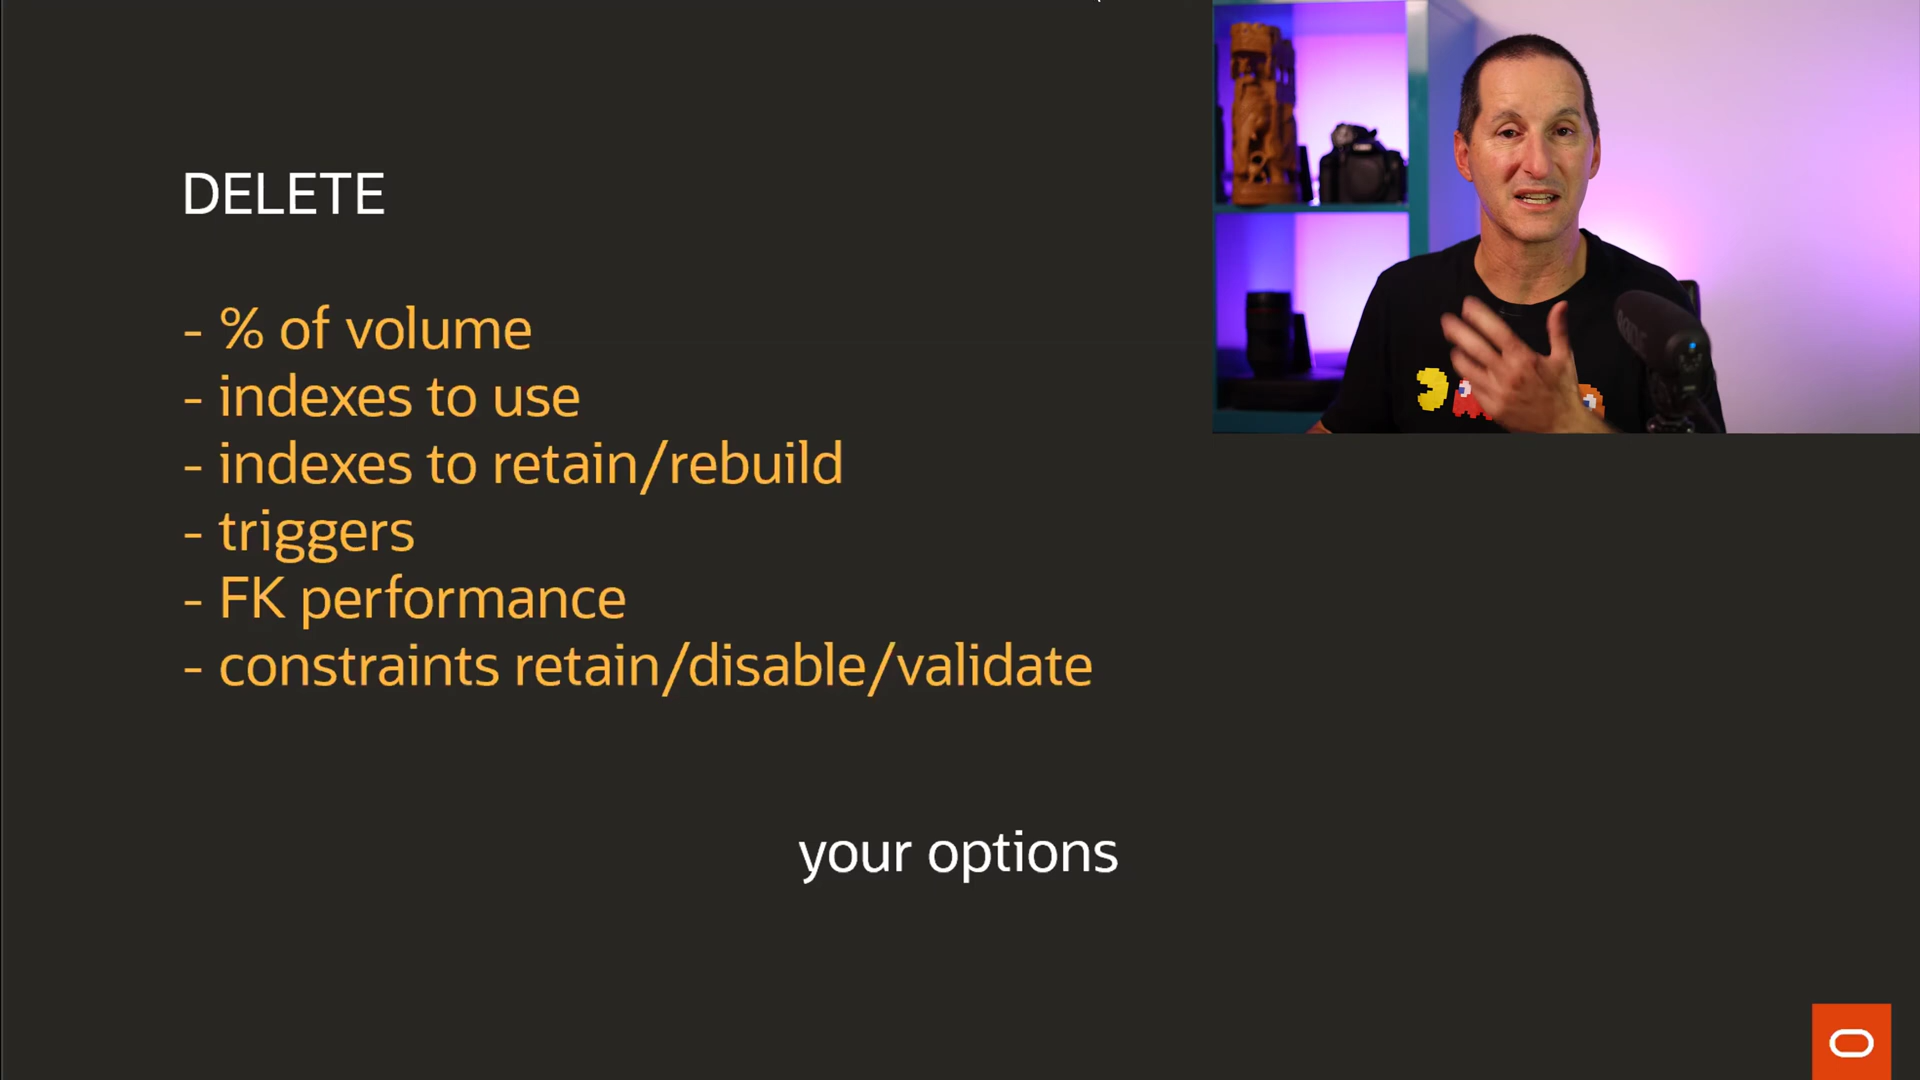 DELETE
- % of volume
- indexes to use
- indexes to retain/rebuild
- triggers
- FK performance
- constraints retain/disable/validate
your options